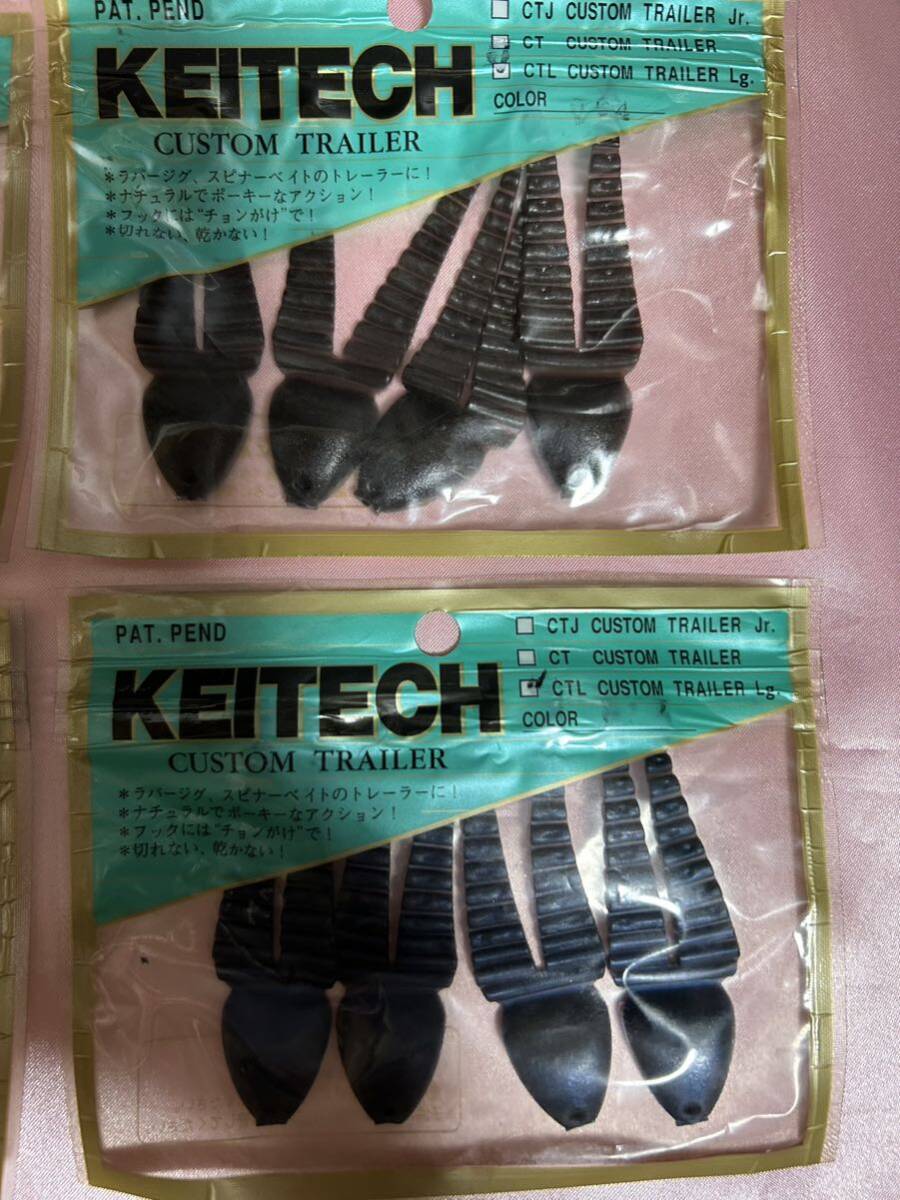 PAT. PEND
KEITECH
CUSTOM TRAILER
CTJ CUSTOM TRAILER Jr.
CT CUSTOM TRAILER
CTL CUSTOM TRAILER Lg.
COLOR
*ラバージグ、スピナーベイトのトレーラーに!
*ナチュラルでポーキーなアクション!
*フックには"チョンがけ"で!
*切れない、乾かない!
PAT. PEND
KEITECH
CUSTOM TRAILER
CTJ CUSTOM TRAILER Jr.
CT CUSTOM TRAILER
CTL CUSTOM TRAILER Lg.
COLOR
*ラバージグ、スピナーベイトのトレーラーに!
*ナチュラルでポーキーなアクション!
*フックには"チョンがけ"で!
*切れない、乾かない!